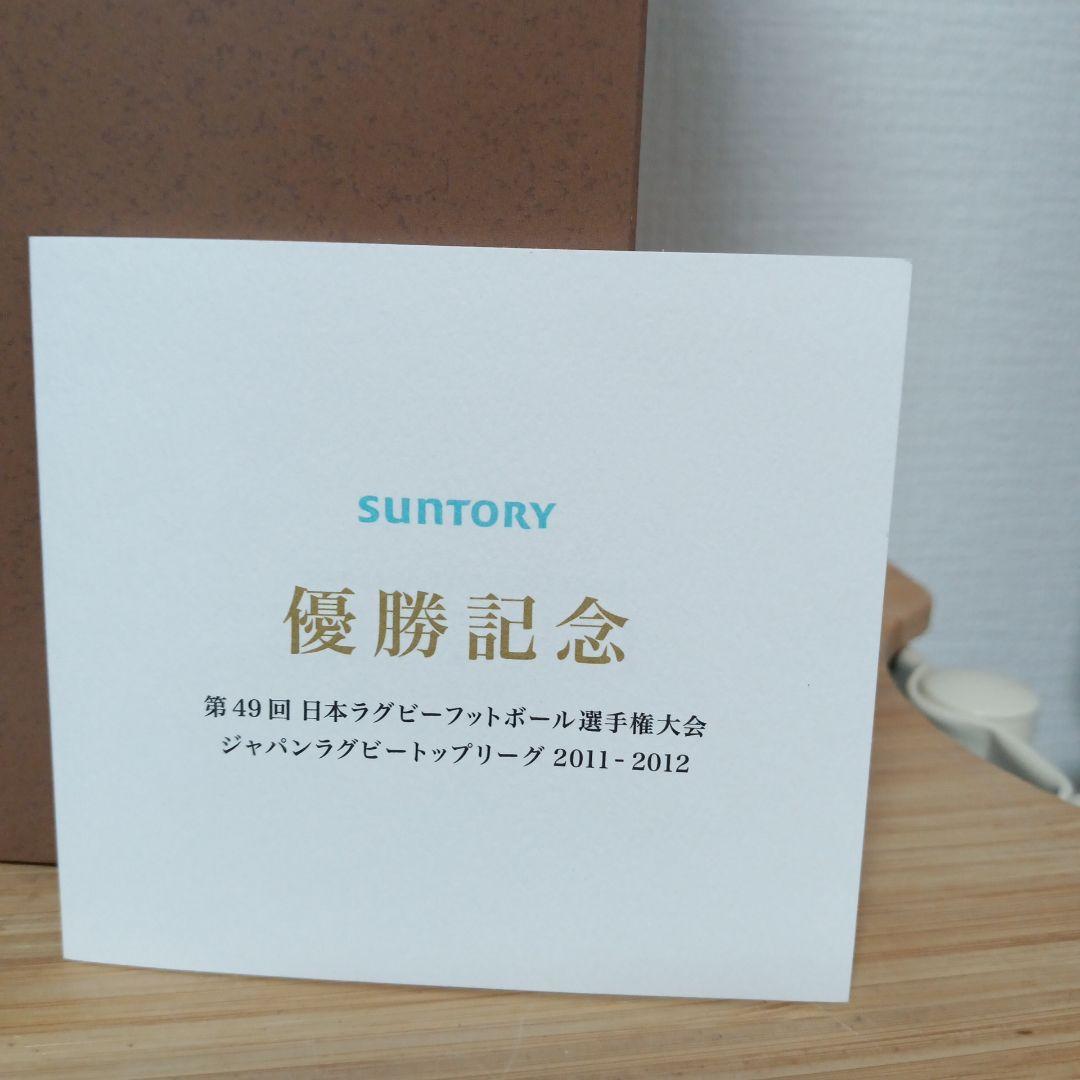 SUNTORY
優勝記念
第49回 日本ラグビーフットボール選手権大会
ジャパンラグビートップリーグ 2011-2012